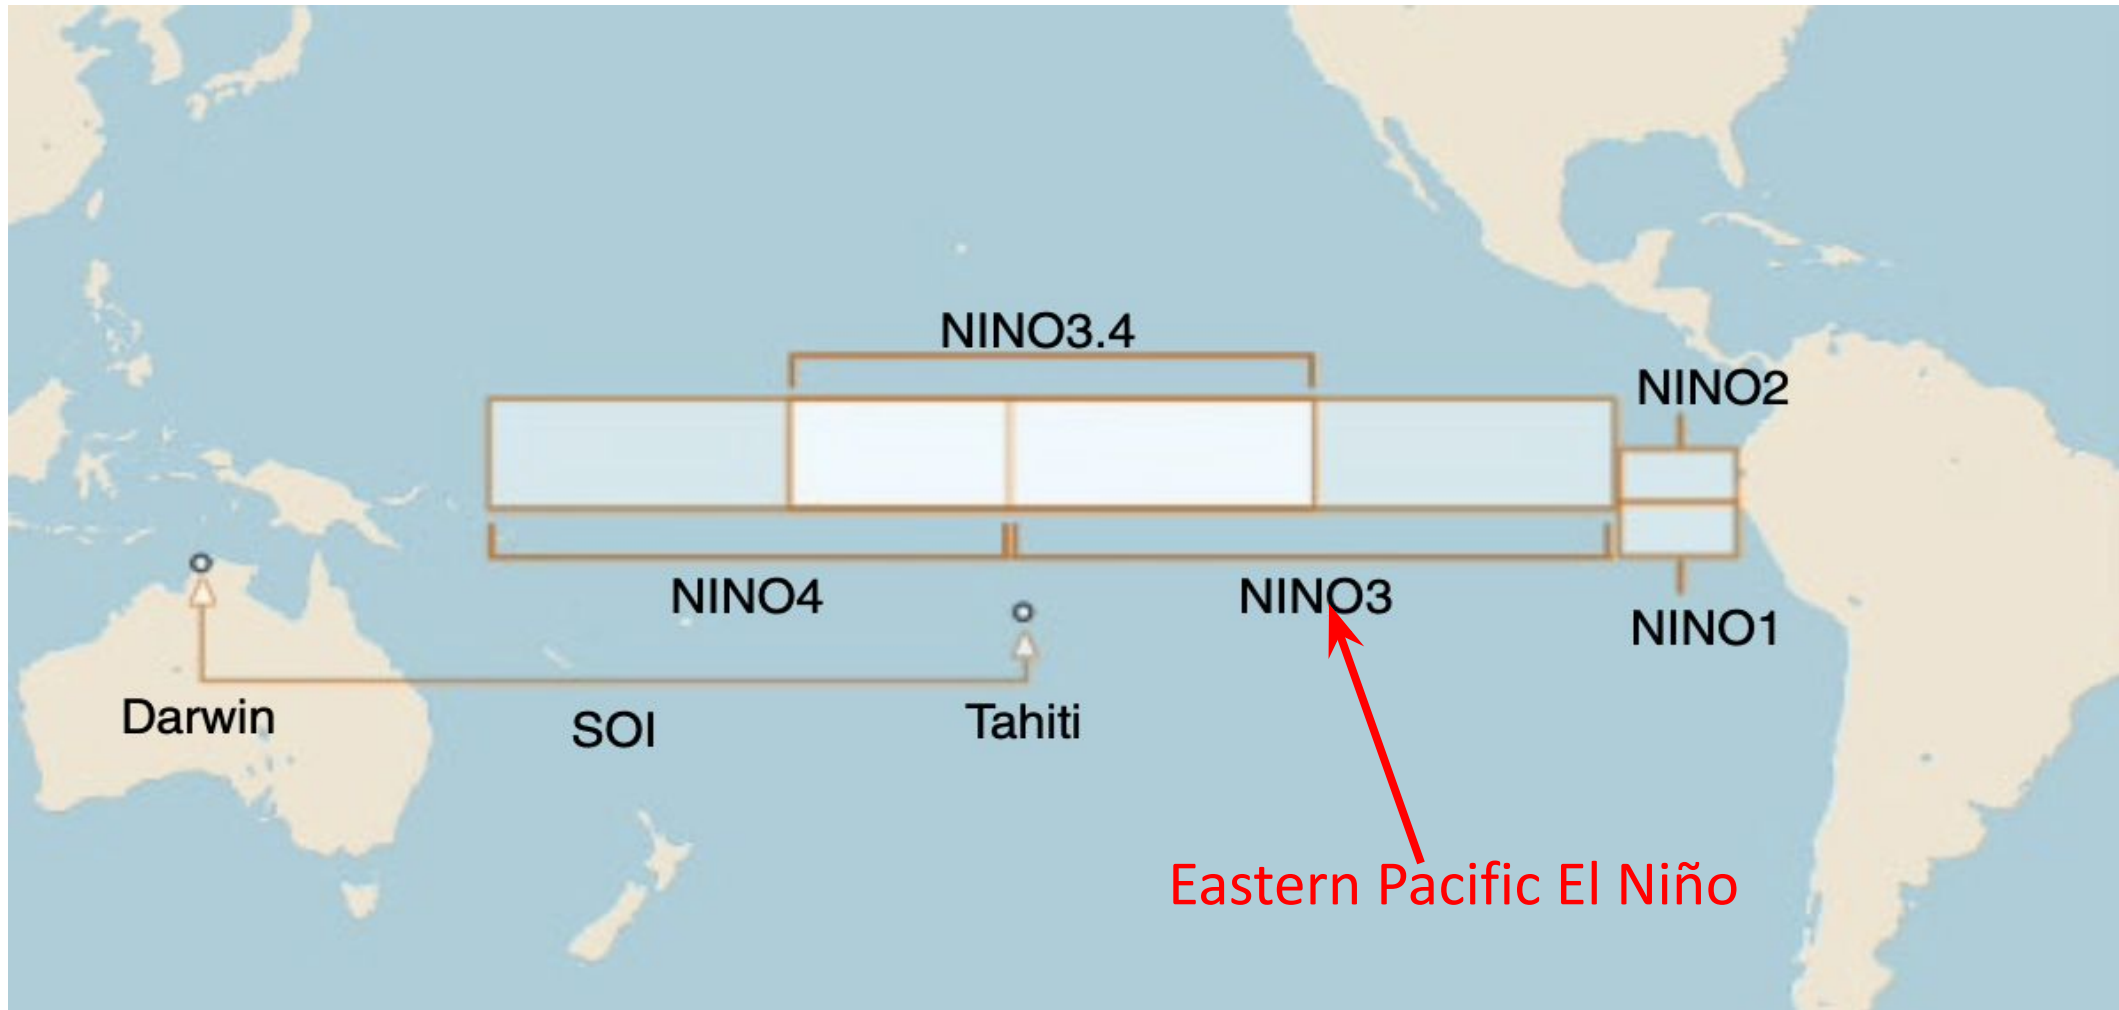 NINO3.4
NINO2
NINO4
NINO3
NINO1
Darwin
SOI
Tahiti
Eastern Pacific El Niño